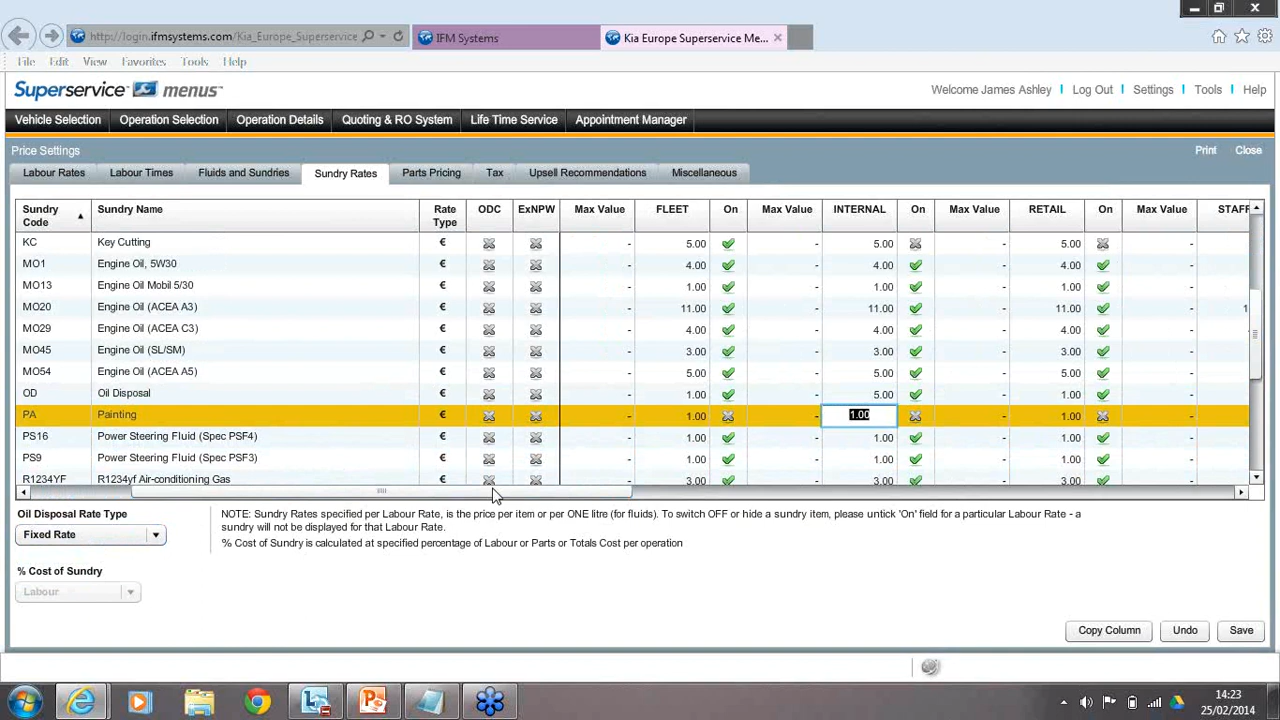 http://login.ifmsystems.com/Kia_Europe_Superservice
IFM Systems
Kia Europe Superservice Me...
File Edit View Favorites Tools Help
Superservice menus
Welcome James Ashley | Log Out | Settings | Tools | Help
Vehicle Selection Operation Selection Operation Details Quoting & RO System Life Time Service Appointment Manager
Price Settings
Print Close
Labour Rates Labour Times Fluids and Sundries Sundry Rates Parts Pricing Tax Upsell Recommendations Miscellaneous
Sundry Code Sundry Name Rate Type ODC ExNPW Max Value FLEET On Max Value INTERNAL On Max Value RETAIL On Max Value STAFF
KC Key Cutting € - 5.00 - 5.00 - 5.00 -
MO1 Engine Oil, 5W30 € - 4.00 - 4.00 - 4.00 -
MO13 Engine Oil Mobil 5/30 € - 1.00 - 1.00 - 1.00 -
MO20 Engine Oil (ACEA A3) € - 11.00 - 11.00 - 11.00 - 1
MO29 Engine Oil (ACEA C3) € - 4.00 - 4.00 - 4.00 -
MO45 Engine Oil (SL/SM) € - 3.00 - 3.00 - 3.00 -
MO54 Engine Oil (ACEA A5) € - 5.00 - 5.00 - 5.00 -
OD Oil Disposal € - 1.00 - 5.00 - 1.00 -
PA Painting € - 1.00 - 1.00 - 1.00 -
PS16 Power Steering Fluid (Spec PSF4) € - 1.00 - 1.00 - 1.00 -
PS9 Power Steering Fluid (Spec PSF3) € - 1.00 - 1.00 - 1.00 -
R1234YF R1234yf Air-conditioning Gas € - 3.00 - 3.00 - 3.00 -
Oil Disposal Rate Type
Fixed Rate
NOTE: Sundry Rates specified per Labour Rate, is the price per item or per ONE litre (for fluids). To switch OFF or hide a sundry item, please untick 'On' field for a particular Labour Rate - a
sundry will not be displayed for that Labour Rate.
% Cost of Sundry is calculated at specified percentage of Labour or Parts or Totals Cost per operation
% Cost of Sundry
Labour
Copy Column Undo Save
14:23
25/02/2014